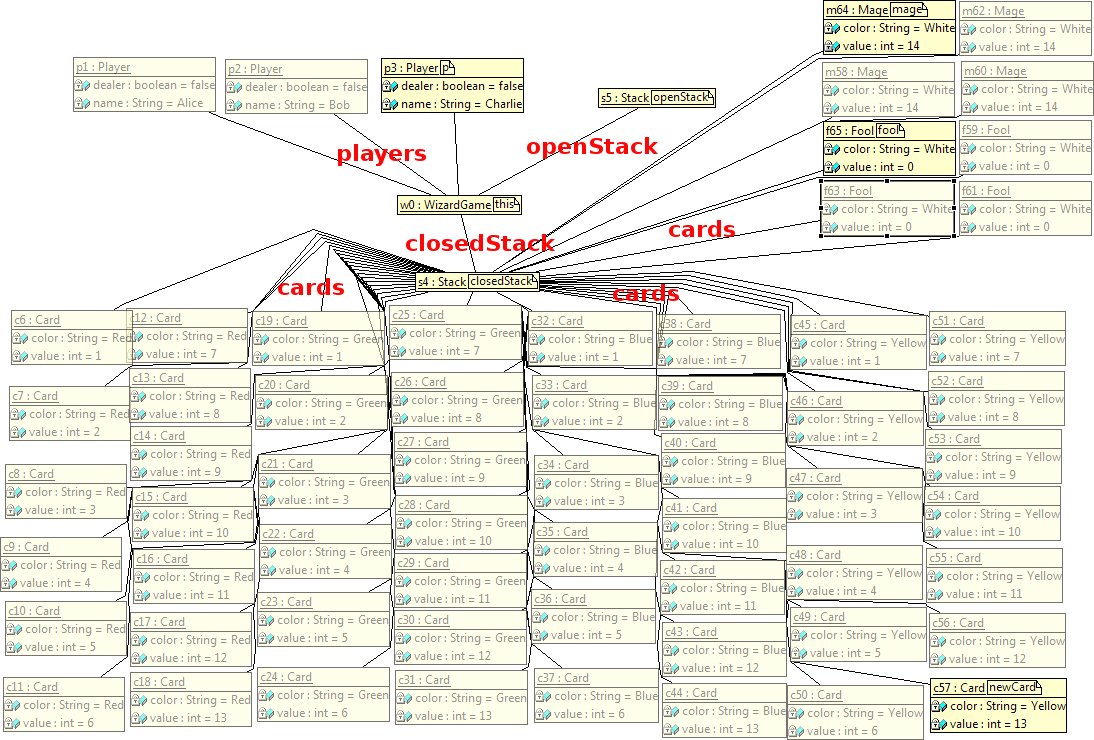 m64 : Mage mage
color : String = White
value : int = 14
m62 : Mage
color : String = White
value : int = 14
p1 : Player
dealer : boolean = false
name : String = Alice
p2 : Player
dealer : boolean = false
name : String = Bob
p3 : Player p
dealer : boolean = false
name : String = Charlie
s5 : Stack openStack
m58 : Mage
color : String = White
value : int = 14
m60 : Mage
color : String = White
value : int = 14
f65 : Fool fool
color : String = White
value : int = 0
f59 : Fool
color : String = White
value : int = 0
players
openStack
f63 : Fool
color : String = White
value : int = 0
f61 : Fool
color : String = White
value : int = 0
w0 : WizardGame this
closedStack
cards
s4 : Stack closedStack
cards
cards
c6 : Card
color : String = Red
value : int = 1
c12 : Card
color : String = Red
value : int = 7
c19 : Card
color : String = Green
value : int = 1
c25 : Card
color : String = Green
value : int = 7
c32 : Card
color : String = Blue
value : int = 1
c38 : Card
color : String = Blue
value : int = 7
c45 : Card
color : String = Yellow
value : int = 1
c51 : Card
color : String = Yellow
value : int = 7
c7 : Card
color : String = Red
value : int = 2
c13 : Card
color : String = Red
value : int = 8
c20 : Card
color : String = Green
value : int = 2
c26 : Card
color : String = Green
value : int = 8
c33 : Card
color : String = Blue
value : int = 2
c39 : Card
color : String = Blue
value : int = 8
c46 : Card
color : String = Yellow
value : int = 2
c52 : Card
color : String = Yellow
value : int = 8
c8 : Card
color : String = Red
value : int = 3
c14 : Card
color : String = Red
value : int = 9
c21 : Card
color : String = Green
value : int = 3
c27 : Card
color : String = Green
value : int = 9
c34 : Card
color : String = Blue
value : int = 3
c40 : Card
color : String = Blue
value : int = 9
c47 : Card
color : String = Yellow
value : int = 3
c53 : Card
color : String = Yellow
value : int = 9
c9 : Card
color : String = Red
value : int = 4
c15 : Card
color : String = Red
value : int = 10
c22 : Card
color : String = Green
value : int = 4
c28 : Card
color : String = Green
value : int = 10
c35 : Card
color : String = Blue
value : int = 4
c41 : Card
color : String = Blue
value : int = 10
c48 : Card
color : String = Yellow
value : int = 4
c54 : Card
color : String = Yellow
value : int = 10
c10 : Card
color : String = Red
value : int = 5
c16 : Card
color : String = Red
value : int = 11
c23 : Card
color : String = Green
value : int = 5
c29 : Card
color : String = Green
value : int = 11
c36 : Card
color : String = Blue
value : int = 5
c42 : Card
color : String = Blue
value : int = 11
c49 : Card
color : String = Yellow
value : int = 5
c55 : Card
color : String = Yellow
value : int = 11
c11 : Card
color : String = Red
value : int = 6
c17 : Card
color : String = Red
value : int = 12
c24 : Card
color : String = Green
value : int = 6
c30 : Card
color : String = Green
value : int = 12
c37 : Card
color : String = Blue
value : int = 6
c43 : Card
color : String = Blue
value : int = 12
c50 : Card
color : String = Yellow
value : int = 6
c56 : Card
color : String = Yellow
value : int = 12
c18 : Card
color : String = Red
value : int = 13
c31 : Card
color : String = Green
value : int = 13
c44 : Card
color : String = Blue
value : int = 13
c57 : Card newCard
color : String = Yellow
value : int = 13